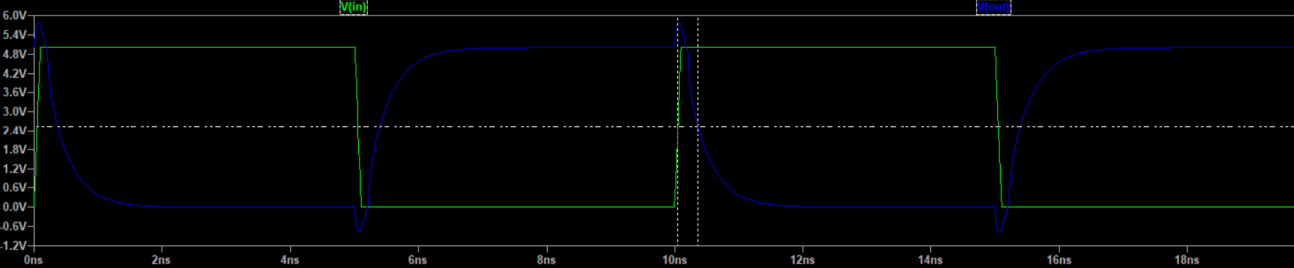 V(in) V(out)
6.0V
5.4V
4.8V
4.2V
3.6V
3.0V
2.4V
1.8V
1.2V
0.6V
0.0V
-0.6V
-1.2V
0ns 2ns 4ns 6ns 8ns 10ns 12ns 14ns 16ns 18ns